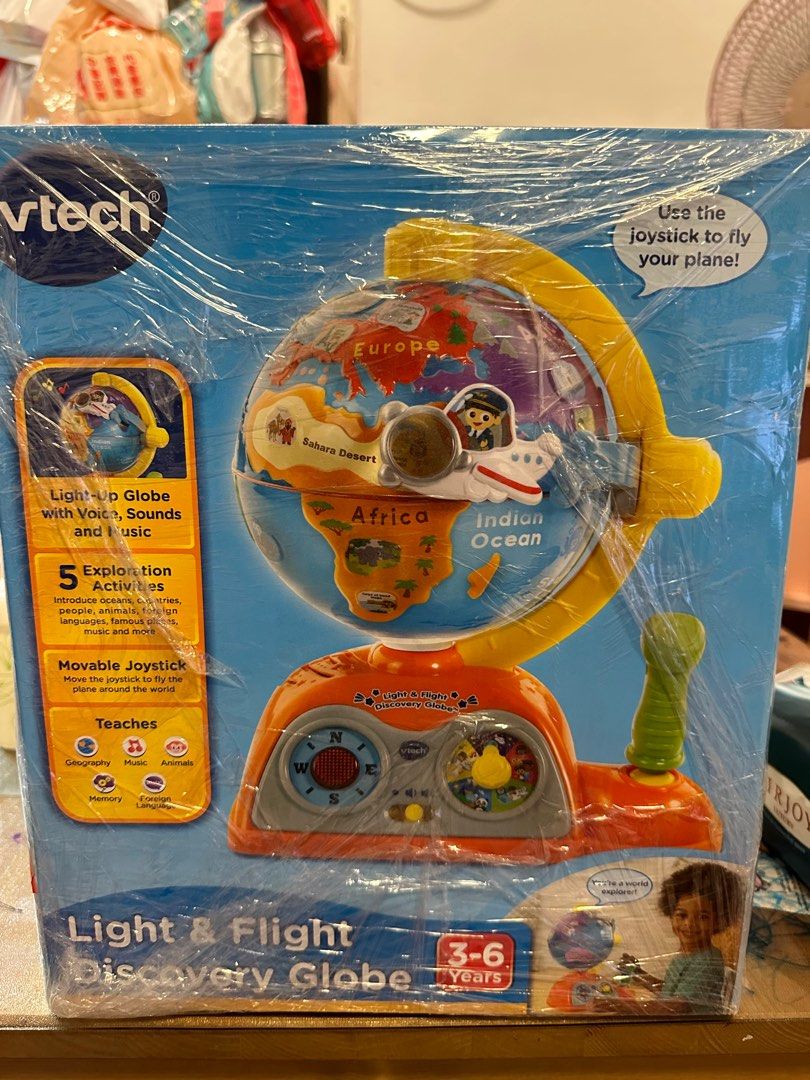 vtech®
Use the
joystick to fly
your plane!
Europe
Sahara Desert
Africa
Indian
Ocean
Light-Up Globe
with Voice, Sounds
and Music
5 Exploration
Activities
Introduce oceans, countries,
people, animals, foreign
languages, famous places,
music and more
Movable Joystick
Move the joystick to fly the
plane around the world
Teaches
Geography
Music
Animals
Memory
Foreign
Language
Light & Flight
Discovery Globe™
N
W E
S
vtech
You're a world
explorer!
Light & Flight
Discovery Globe
3-6
Years